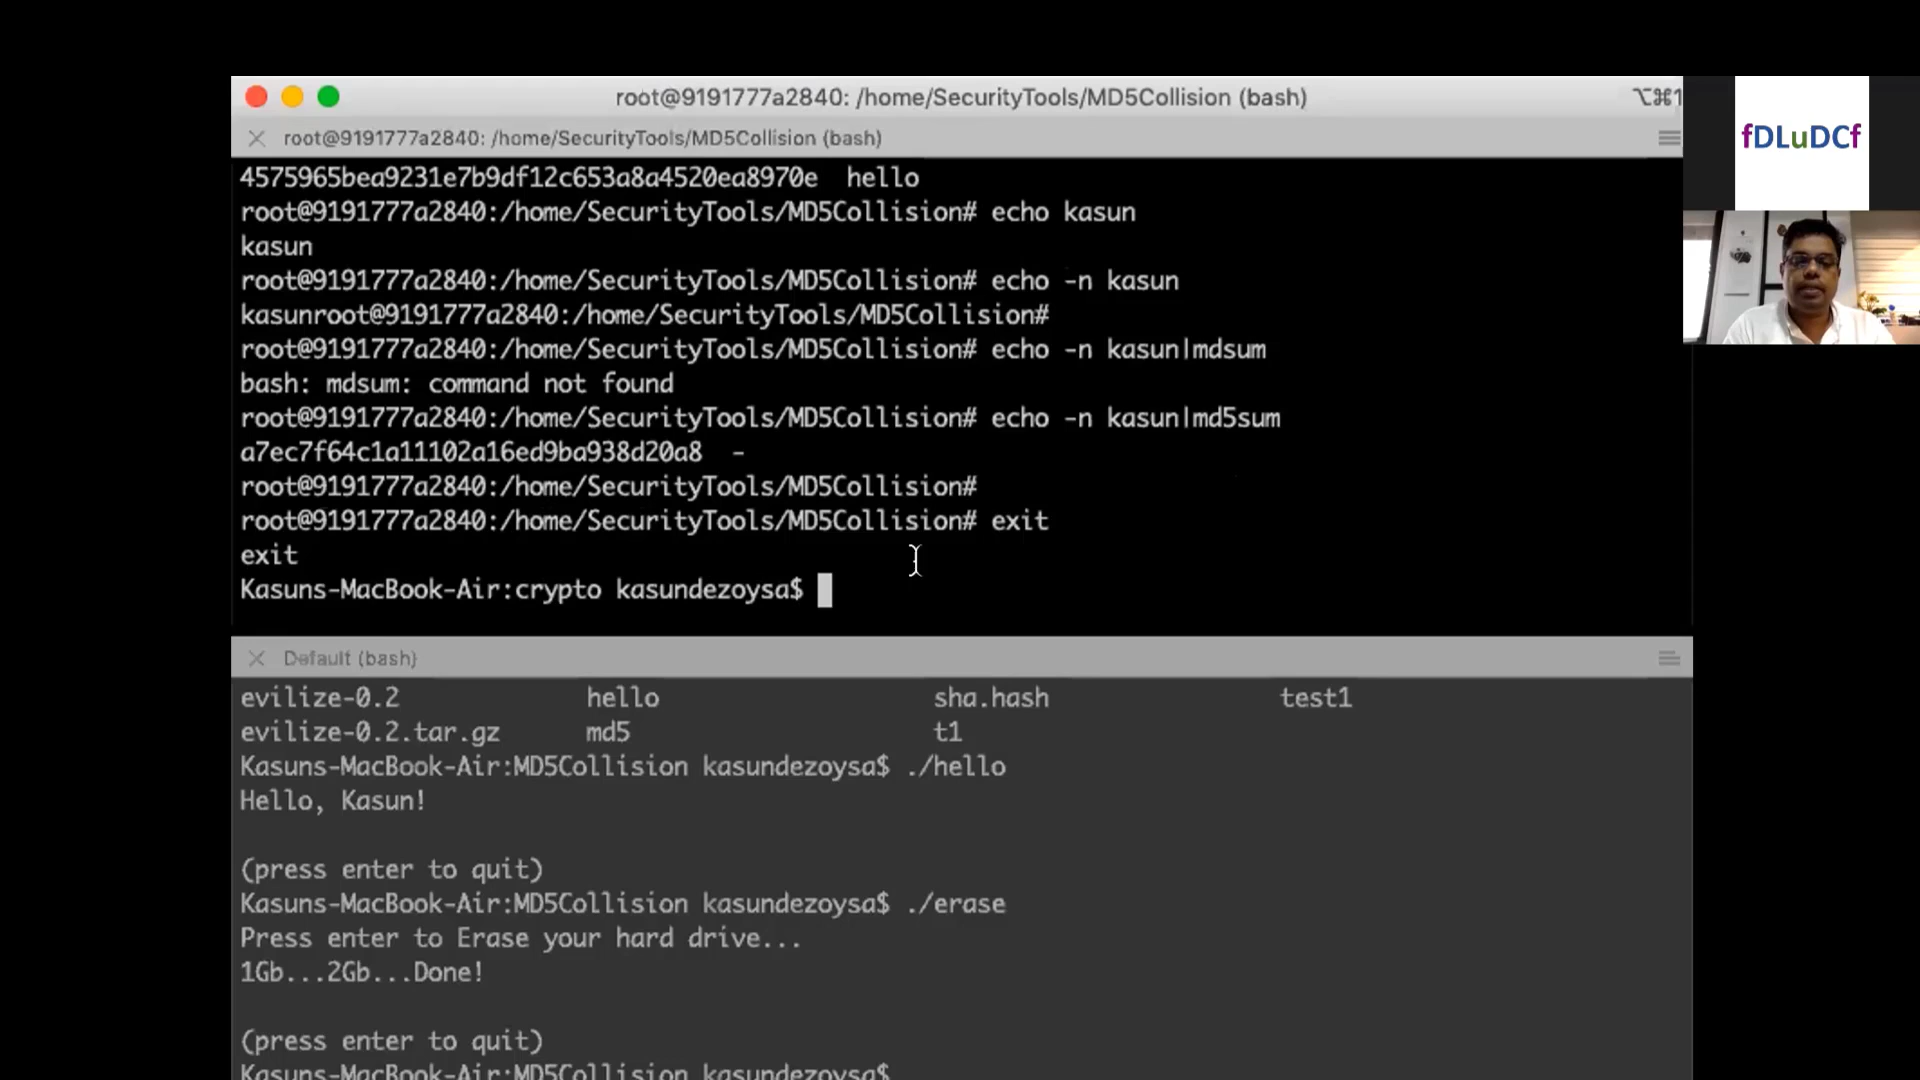 root@9191777a2840: /home/SecurityTools/MD5Collision (bash)
⌥⌘1
root@9191777a2840: /home/SecurityTools/MD5Collision (bash)
4575965bea9231e7b9df12c653a8a4520ea8970e  hello
root@9191777a2840:/home/SecurityTools/MD5Collision# echo kasun
kasun
root@9191777a2840:/home/SecurityTools/MD5Collision# echo -n kasun
kasunroot@9191777a2840:/home/SecurityTools/MD5Collision#
root@9191777a2840:/home/SecurityTools/MD5Collision# echo -n kasun|mdsum
bash: mdsum: command not found
root@9191777a2840:/home/SecurityTools/MD5Collision# echo -n kasun|md5sum
a7ec7f64c1a11102a16ed9ba938d20a8  -
root@9191777a2840:/home/SecurityTools/MD5Collision#
root@9191777a2840:/home/SecurityTools/MD5Collision# exit
exit
Kasuns-MacBook-Air:crypto kasundezoysa$
fDLuDCf
Default (bash)
evilize-0.2 hello sha.hash test1
evilize-0.2.tar.gz md5 t1
Kasuns-MacBook-Air:MD5Collision kasundezoysa$ ./hello
Hello, Kasun!
(press enter to quit)
Kasuns-MacBook-Air:MD5Collision kasundezoysa$ ./erase
Press enter to Erase your hard drive...
1Gb...2Gb...Done!
(press enter to quit)
Kasuns-MacBook-Air:MD5Collision kasundezoysa$